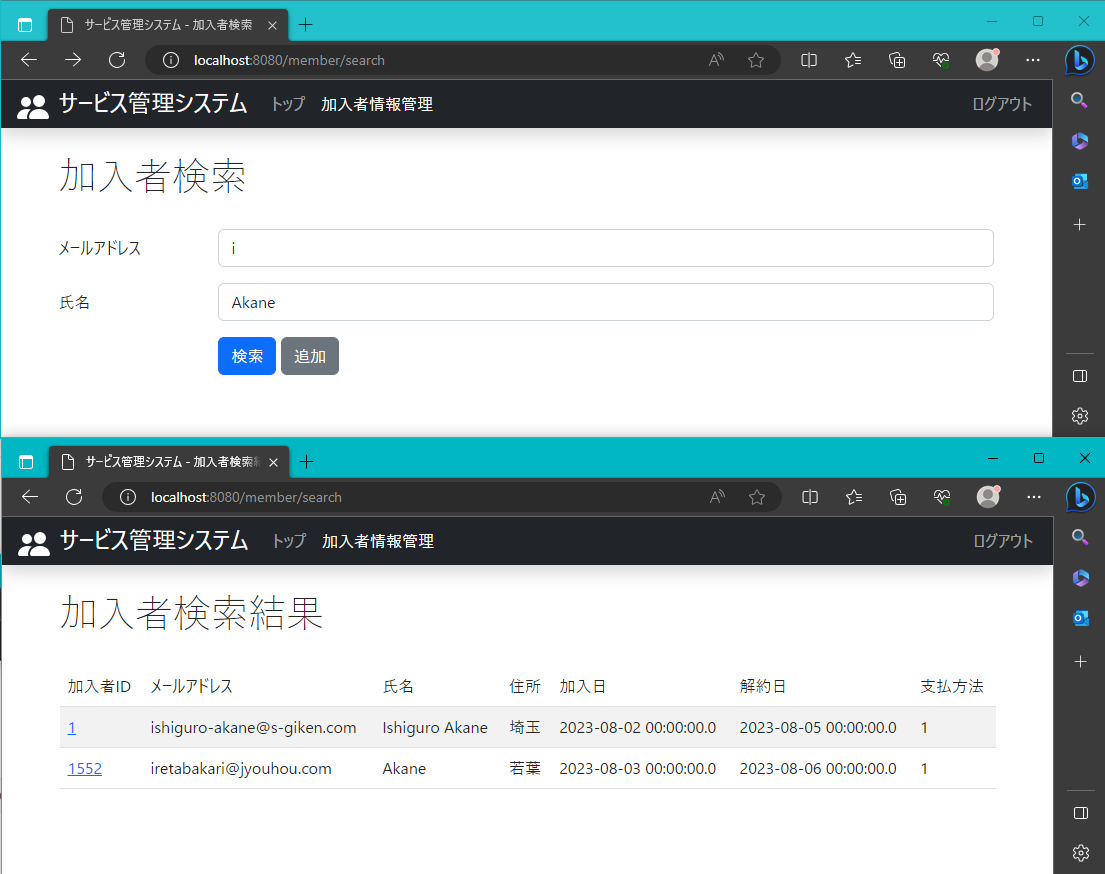 サービス管理システム - 加入者検索
localhost:8080/member/search
サービス管理システム トップ 加入者情報管理 ログアウト
加入者検索
メールアドレス i
氏名 Akane
検索 追加
サービス管理システム - 加入者検索結
localhost:8080/member/search
サービス管理システム トップ 加入者情報管理 ログアウト
加入者検索結果
加入者ID メールアドレス 氏名 住所 加入日 解約日 支払方法
1 ishiguro-akane@s-giken.com Ishiguro Akane 埼玉 2023-08-02 00:00:00.0 2023-08-05 00:00:00.0 1
1552 iretabakari@jyouhou.com Akane 若葉 2023-08-03 00:00:00.0 2023-08-06 00:00:00.0 1